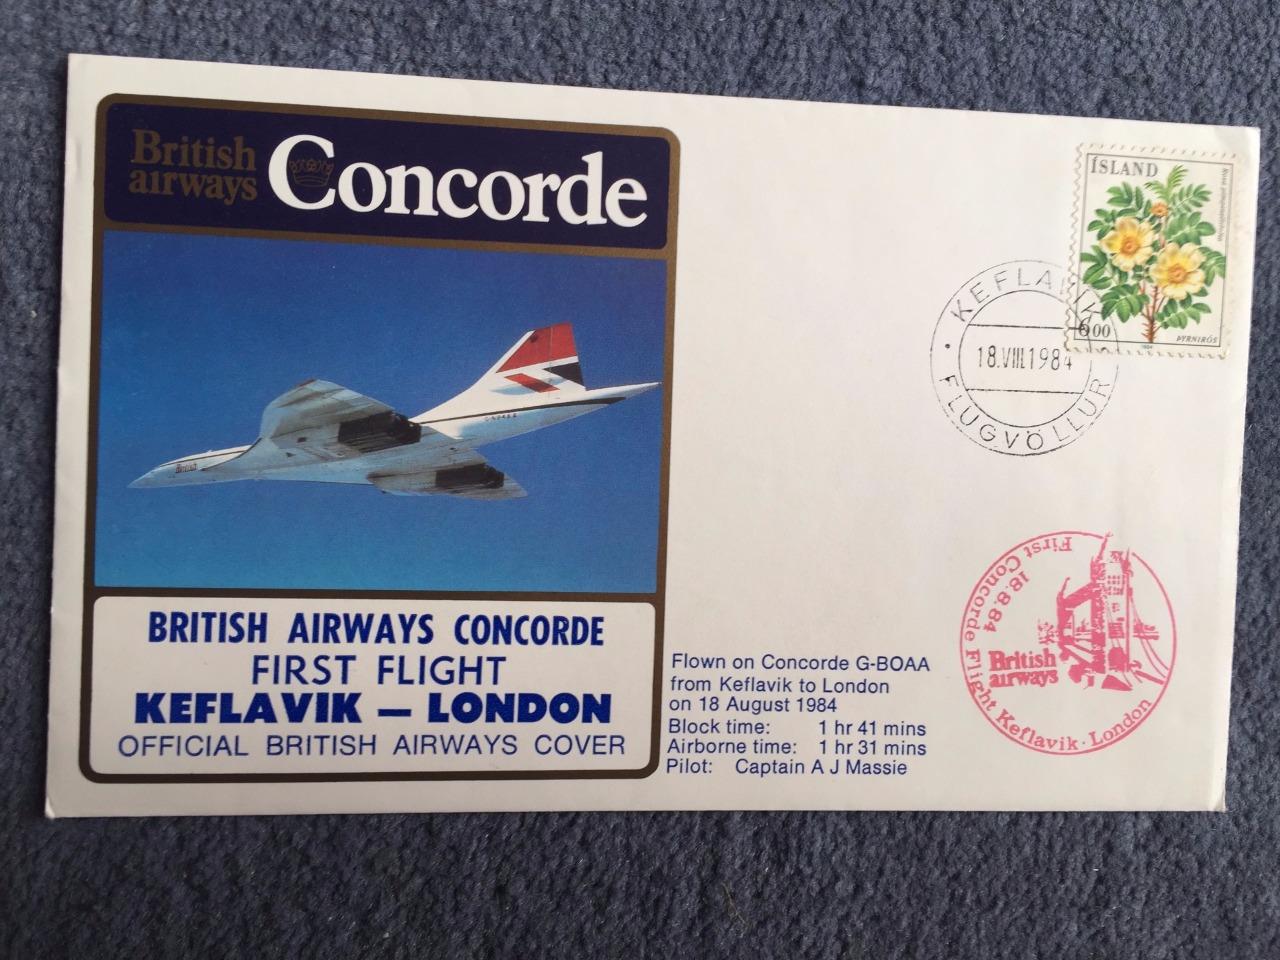 British
airways
Concorde
British
BRITISH AIRWAYS CONCORDE
FIRST FLIGHT
KEFLAVIK – LONDON
OFFICIAL BRITISH AIRWAYS COVER
Flown on Concorde G-BOAA
from Keflavik to London
on 18 August 1984
Block time: 1 hr 41 mins
Airborne time: 1 hr 31 mins
Pilot: Captain A J Massie
ÍSLAND
6
00
1984
ÞYRNIRÓS
KEFLAVÍK
18.VIII.1984
FLUGVÖLLUR
First Concorde Flight Keflavik · London
18.8.84
British
airways